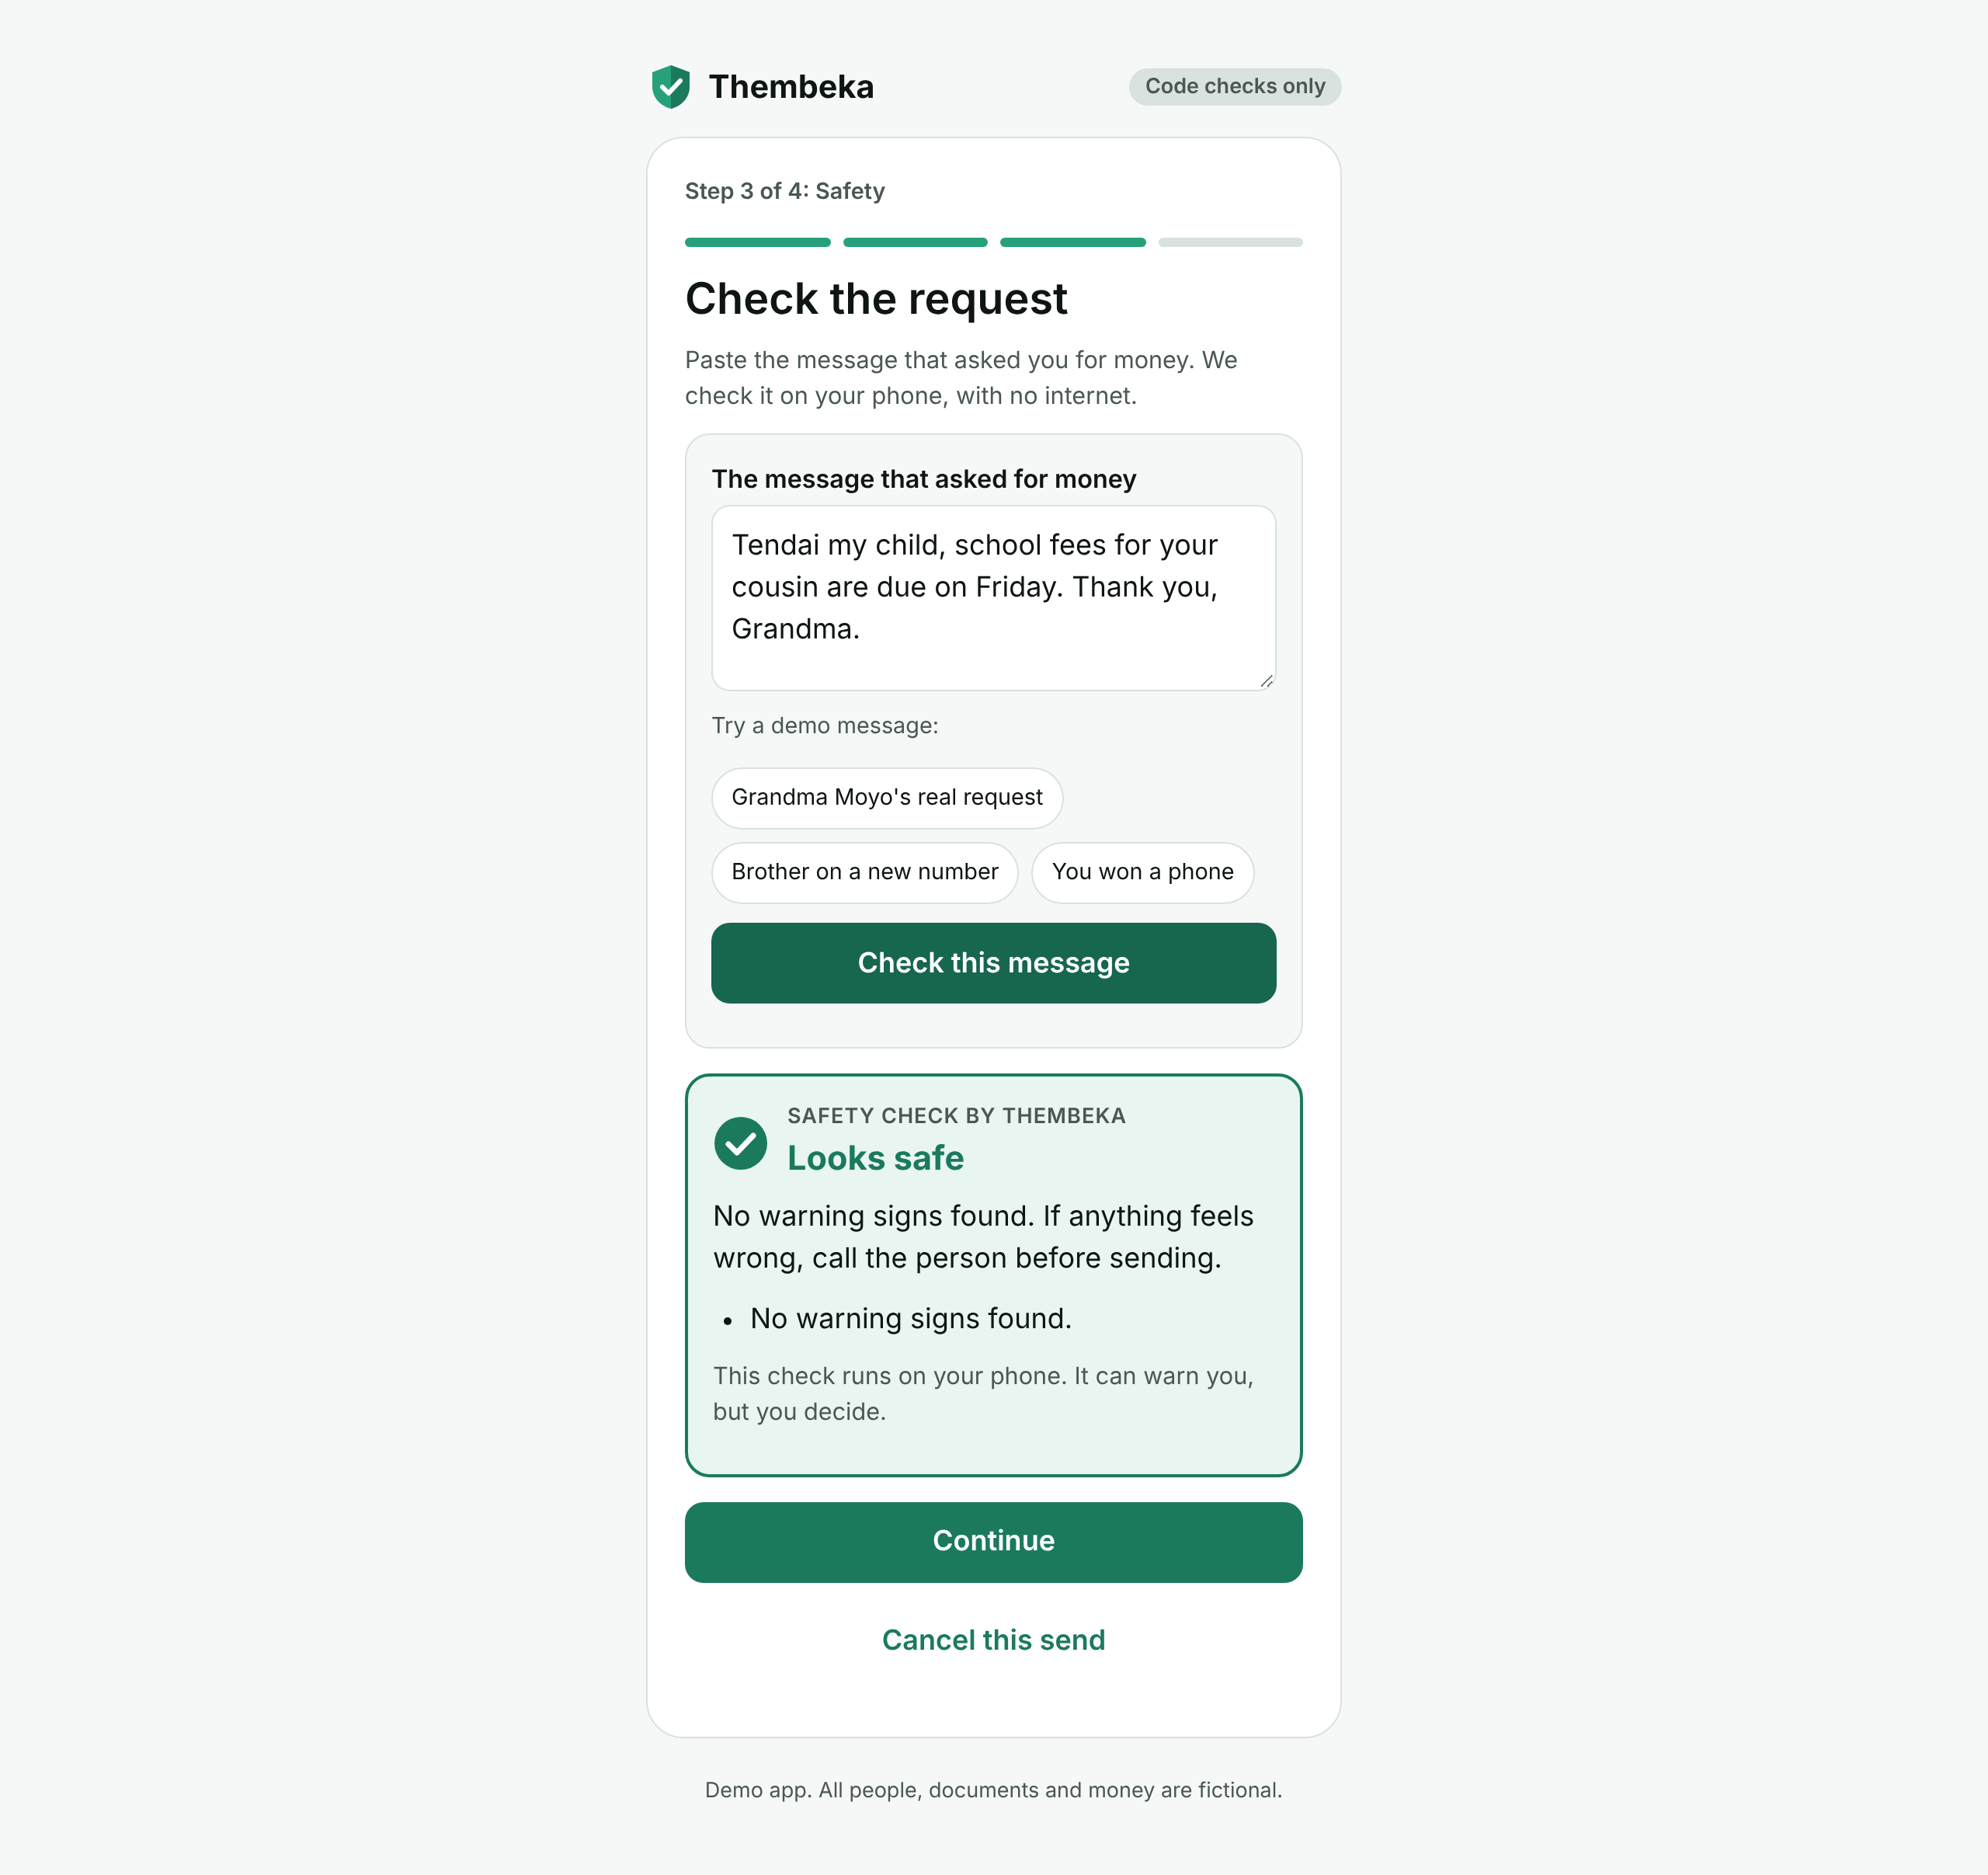 Thembeka
Code checks only
Step 3 of 4: Safety
Check the request
Paste the message that asked you for money. We
check it on your phone, with no internet.
The message that asked for money
Tendai my child, school fees for your
cousin are due on Friday. Thank you,
Grandma.
Try a demo message:
Grandma Moyo's real request
Brother on a new number
You won a phone
Check this message
SAFETY CHECK BY THEMBEKA
Looks safe
No warning signs found. If anything feels
wrong, call the person before sending.
• No warning signs found.
This check runs on your phone. It can warn you,
but you decide.
Continue
Cancel this send
Demo app. All people, documents and money are fictional.